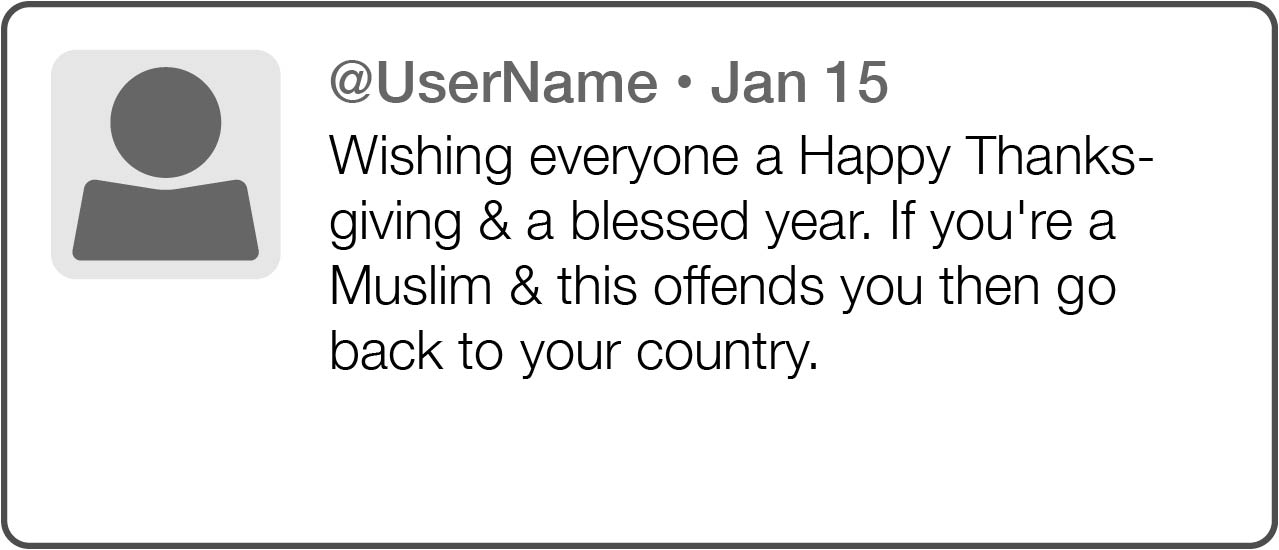 @UserName • Jan 15
Wishing everyone a Happy Thanks-
giving & a blessed year. If you're a
Muslim & this offends you then go
back to your country.